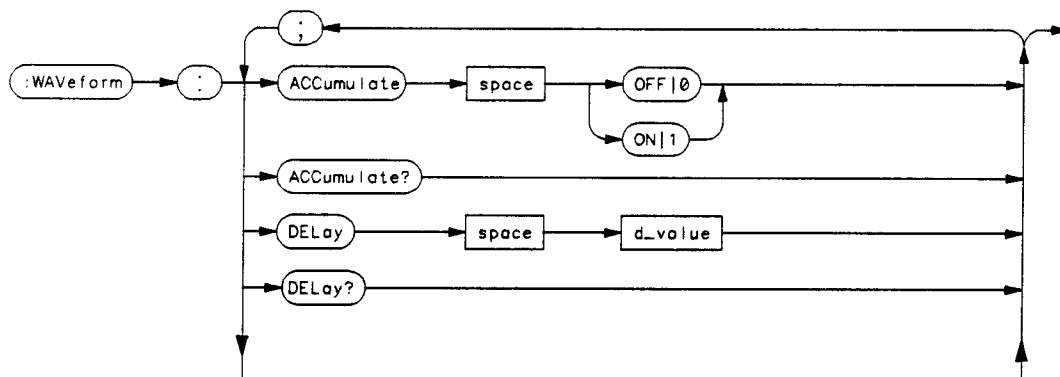 ;
:WAVeform : ACCumulate space OFF|0
ON|1
ACCumulate?
DELay space d_value
DELay?